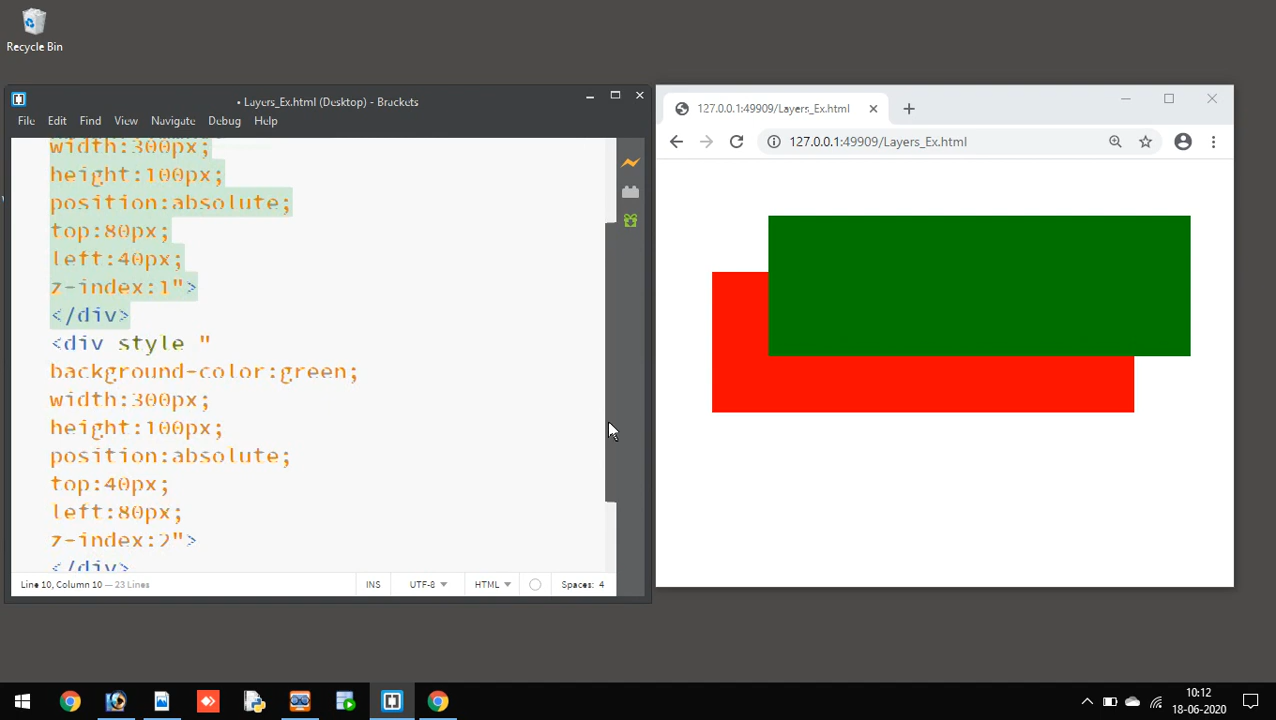 Recycle Bin
• Layers_Ex.html (Desktop) - Brackets
File Edit Find View Navigate Debug Help
width:300px;
height:100px;
position:absolute;
top:80px;
left:40px;
z-index:1">
</div>
<div style "
background-color:green;
width:300px;
height:100px;
position:absolute;
top:40px;
left:80px;
z-index:2">
</div>
Line 10, Column 10 — 23 Lines INS UTF-8 HTML Spaces: 4
127.0.0.1:49909/Layers_Ex.html
127.0.0.1:49909/Layers_Ex.html
10:12
18-06-2020